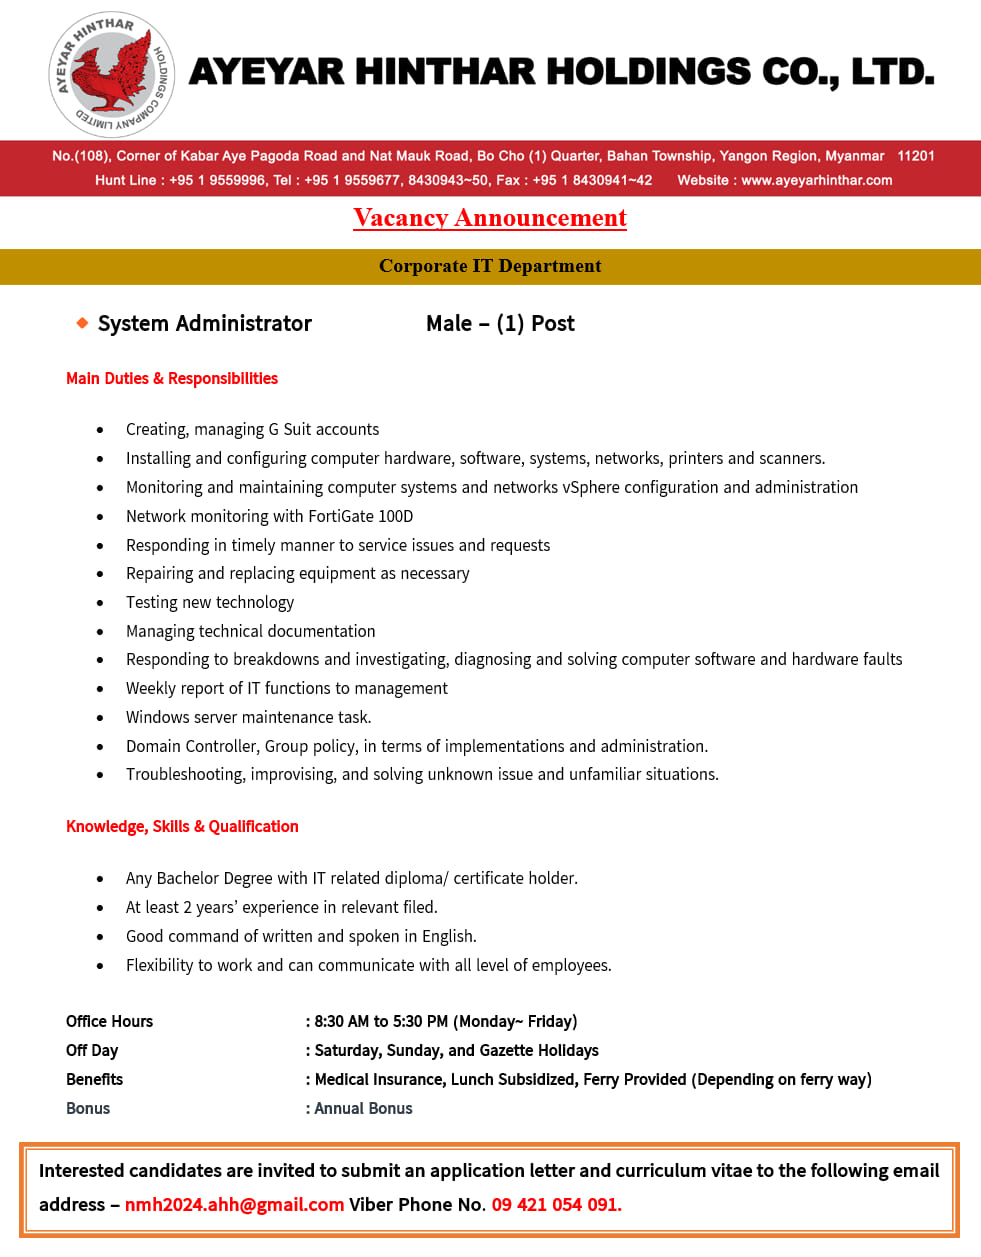 AYEYAR HINTHAR HOLDINGS COMPANY LIMITED
AYEYAR HINTHAR HOLDINGS CO., LTD.
No.(108), Corner of Kabar Aye Pagoda Road and Nat Mauk Road, Bo Cho (1) Quarter, Bahan Township, Yangon Region, Myanmar 11201
Hunt Line : +95 1 9559996, Tel : +95 1 9559677, 8430943~50, Fax : +95 1 8430941~42 Website : www.ayeyarhinthar.com
Vacancy Announcement
Corporate IT Department
System Administrator Male – (1) Post
Main Duties & Responsibilities
• Creating, managing G Suit accounts
• Installing and configuring computer hardware, software, systems, networks, printers and scanners.
• Monitoring and maintaining computer systems and networks vSphere configuration and administration
• Network monitoring with FortiGate 100D
• Responding in timely manner to service issues and requests
• Repairing and replacing equipment as necessary
• Testing new technology
• Managing technical documentation
• Responding to breakdowns and investigating, diagnosing and solving computer software and hardware faults
• Weekly report of IT functions to management
• Windows server maintenance task.
• Domain Controller, Group policy, in terms of implementations and administration.
• Troubleshooting, improvising, and solving unknown issue and unfamiliar situations.
Knowledge, Skills & Qualification
• Any Bachelor Degree with IT related diploma/ certificate holder.
• At least 2 years’ experience in relevant filed.
• Good command of written and spoken in English.
• Flexibility to work and can communicate with all level of employees.
Office Hours : 8:30 AM to 5:30 PM (Monday~ Friday)
Off Day : Saturday, Sunday, and Gazette Holidays
Benefits : Medical Insurance, Lunch Subsidized, Ferry Provided (Depending on ferry way)
Bonus : Annual Bonus
Interested candidates are invited to submit an application letter and curriculum vitae to the following email
address – nmh2024.ahh@gmail.com Viber Phone No. 09 421 054 091.